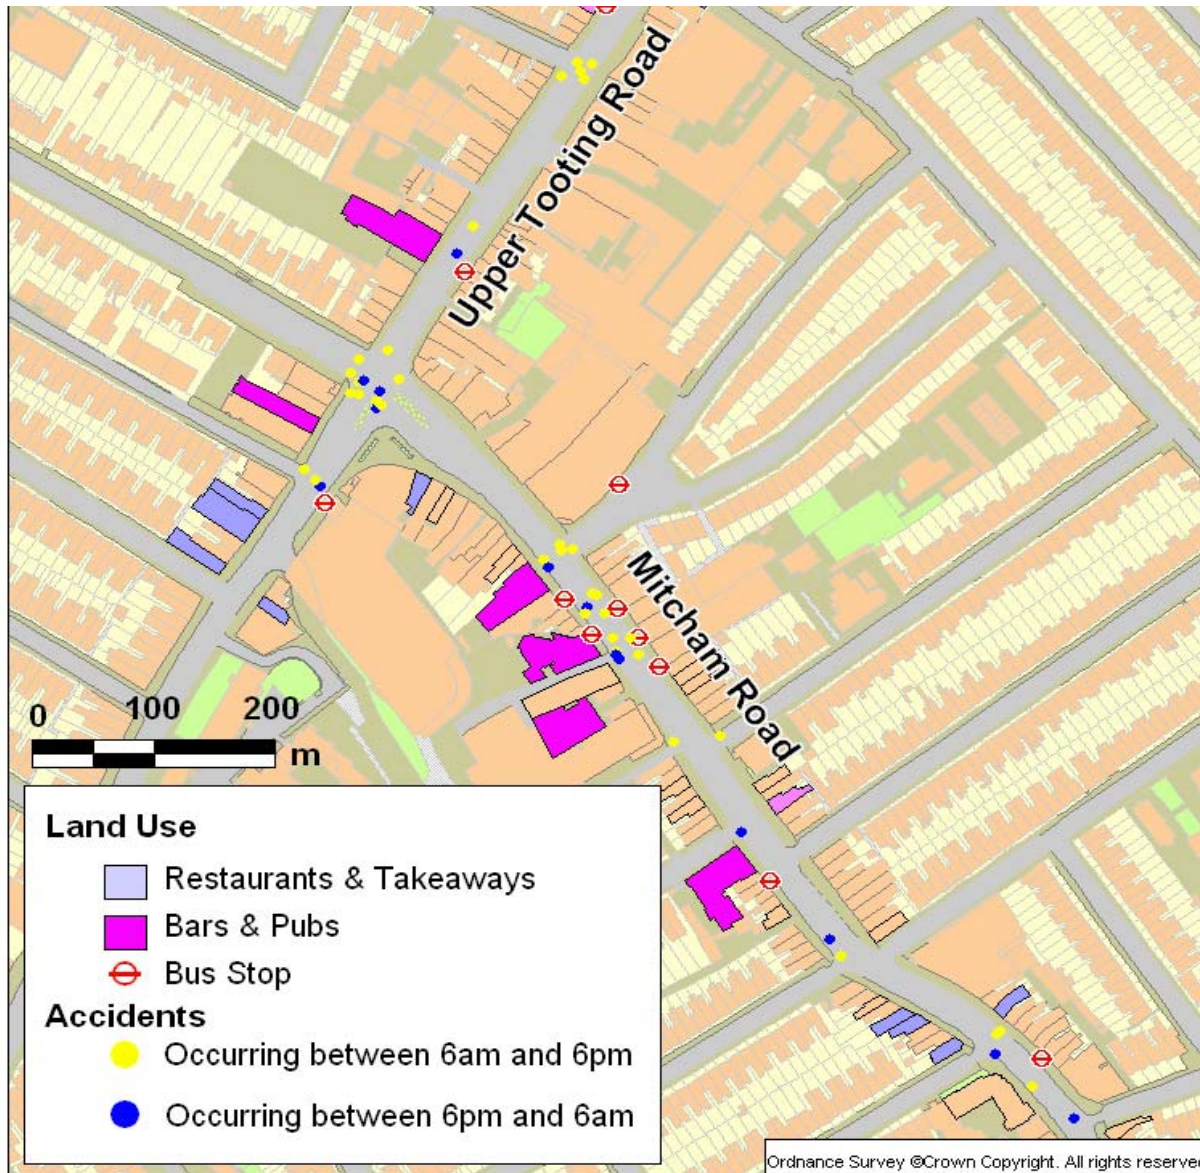 Upper Tooting Road
Mitcham Road
0 100 200
m
Land Use
Restaurants & Takeaways
Bars & Pubs
Bus Stop
Accidents
Occurring between 6am and 6pm
Occurring between 6pm and 6am
Ordnance Survey ©Crown Copyright. All rights reserve